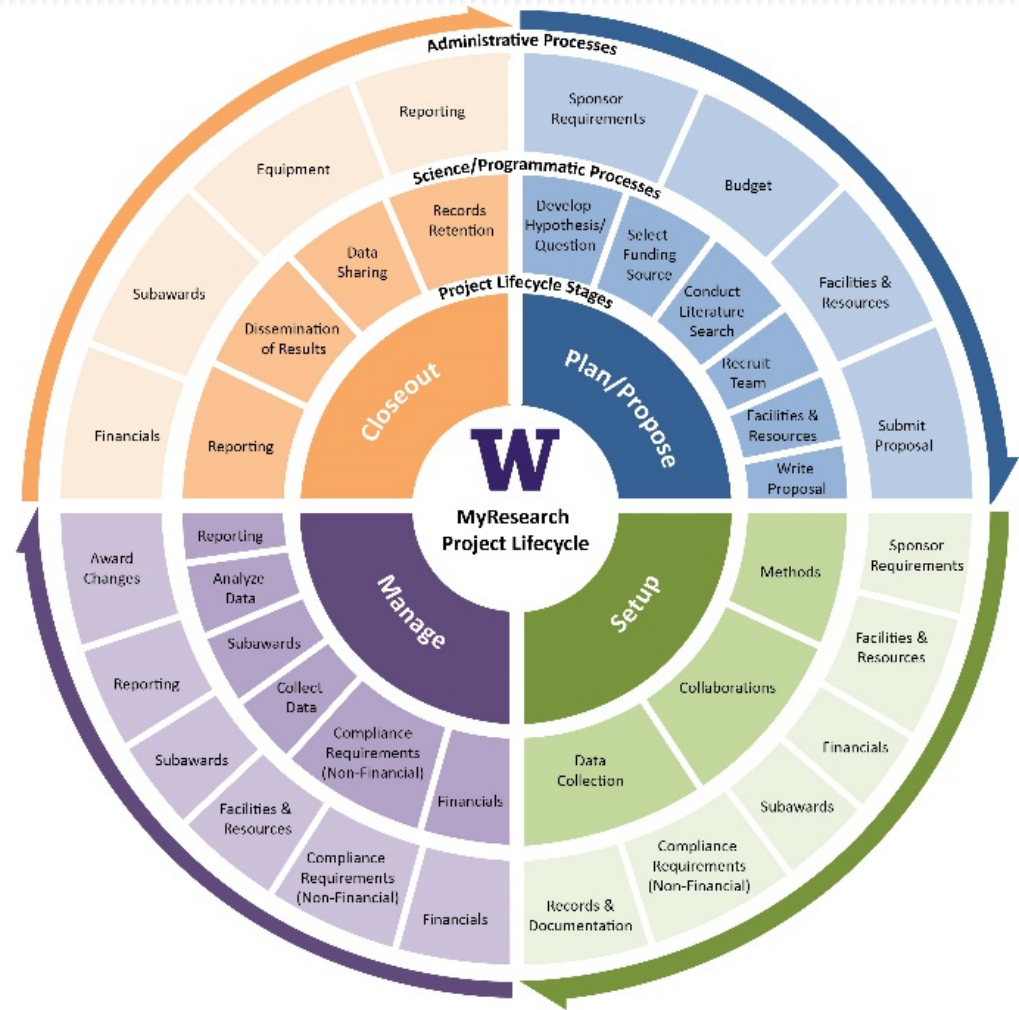 Administrative Processes
Science/Programmatic Processes
Project Lifecycle Stages
W
MyResearch
Project Lifecycle
Plan/Propose
Develop
Hypothesis/
Question
Select
Funding
Source
Conduct
Literature
Search
Recruit
Team
Facilities &
Resources
Write
Proposal
Sponsor
Requirements
Budget
Facilities &
Resources
Submit
Proposal
Setup
Methods
Collaborations
Data
Collection
Sponsor
Requirements
Facilities &
Resources
Financials
Subawards
Compliance
Requirements
(Non-Financial)
Records &
Documentation
Manage
Financials
Compliance
Requirements
(Non-Financial)
Collect
Data
Subawards
Analyze
Data
Reporting
Financials
Compliance
Requirements
(Non-Financial)
Facilities &
Resources
Subawards
Reporting
Award
Changes
Closeout
Reporting
Dissemination
of Results
Data
Sharing
Records
Retention
Financials
Subawards
Equipment
Reporting